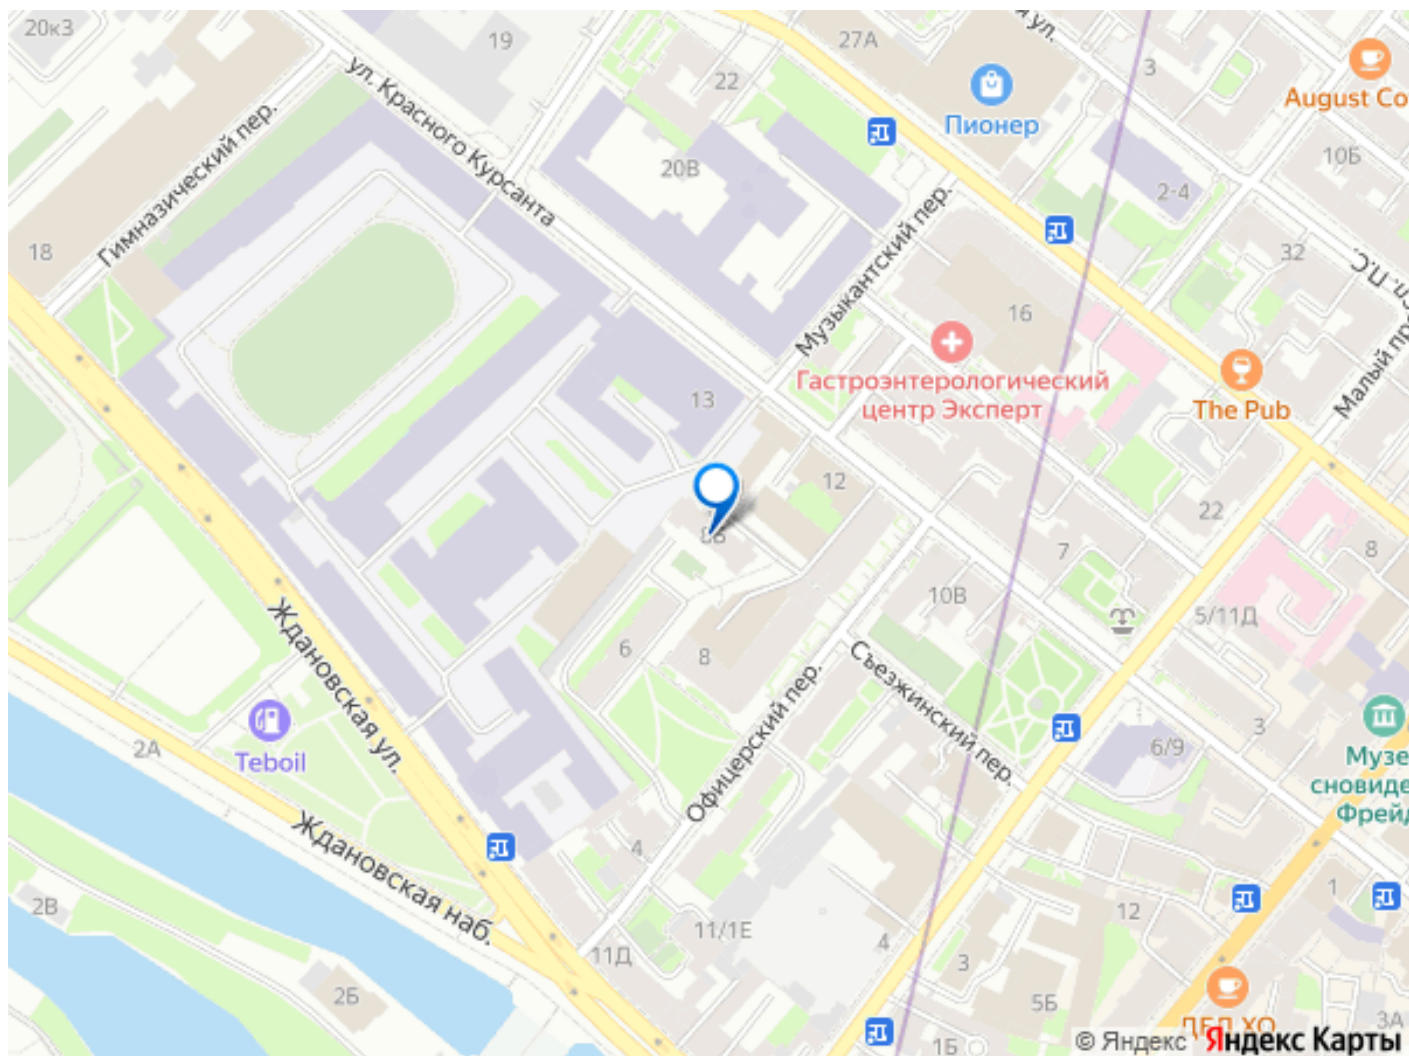 20к3
19
27А
3
August Co
22
Пионер
ул. Красного Курсанта
Гимназический пер.
20В
10Б
2-4
18
32
Музыкантский пер.
16
Гастроэнтерологический
центр Эксперт
The Pub
Малый пр
13
12
22
7
8
8Б
10В
5/11Д
6
8
Съезжинский пер.
Ждановская ул.
Офицерский пер.
Teboil
2А
3
6/9
Музе
сновиде
Фрейд
Ждановская наб.
4
2В
11/1Е
12
1
11Д
4
3
2Б
5Б
ДЕД ХО
3А
1Б
© Яндекс Яндекс Карты